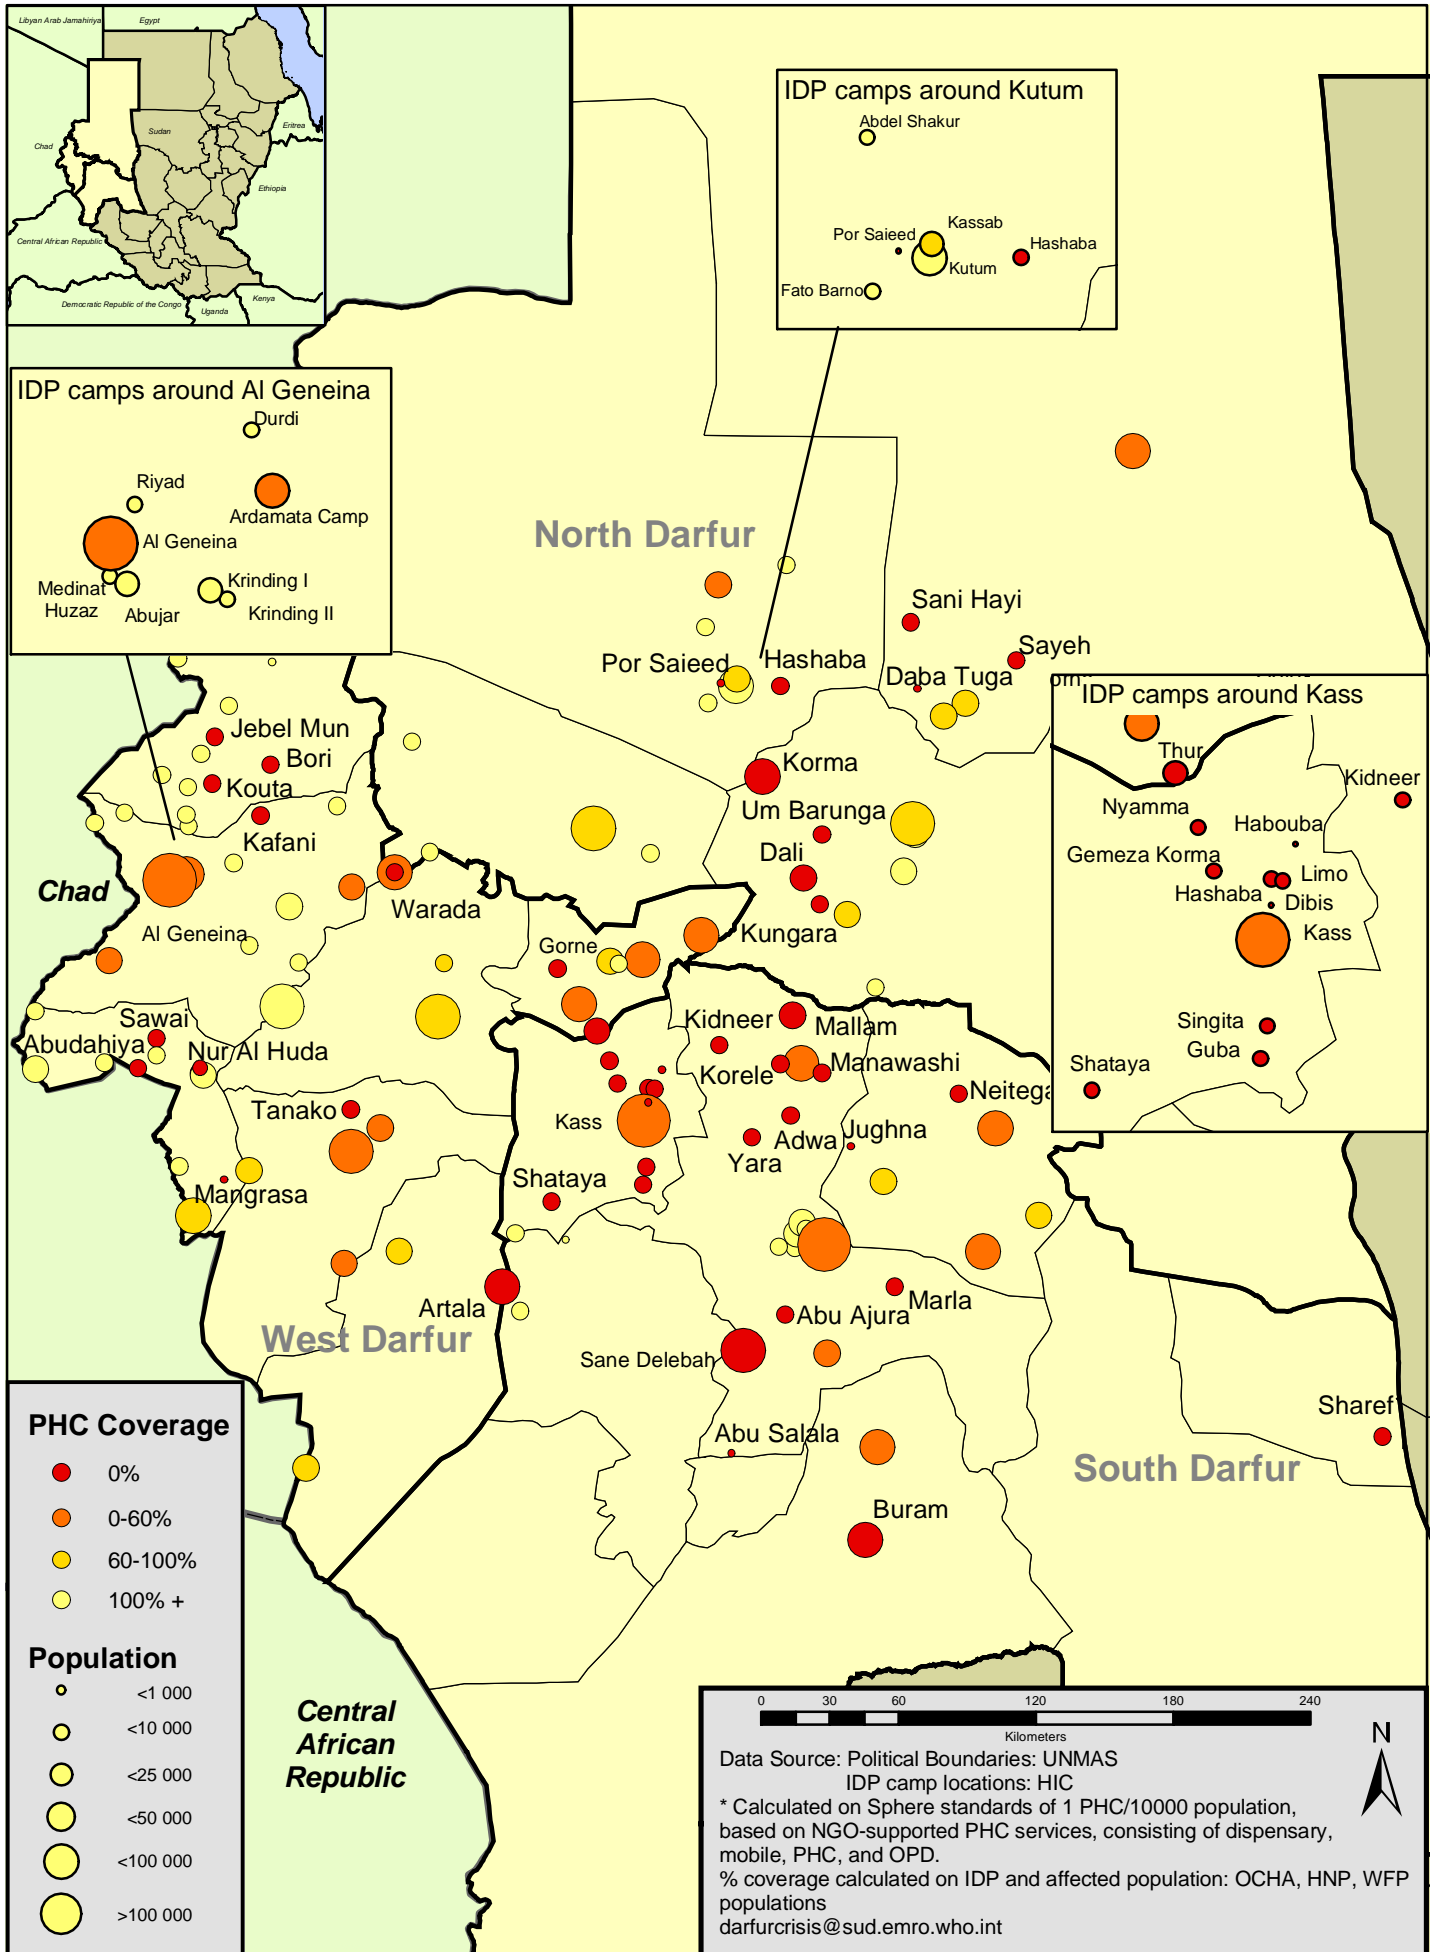 Libyan Arab Jamahiriya
Egypt
Sudan
Eritrea
Chad
Ethiopia
Central African Republic
Democratic Republic of the Congo
Uganda
Kenya
IDP camps around Kutum
Abdel Shakur
Kassab
Por Saieed
Hashaba
Kutum
Fato Barno
IDP camps around Al Geneina
Durdi
Riyad
Ardamata Camp
Al Geneina
Krinding I
Medinat
Huzaz
Abujar
Krinding II
North Darfur
Sani Hayi
Sayeh
Por Saieed
Hashaba
Daba Tuga
IDP camps around Kass
Thur
Kidneer
Nyamma
Habouba
Gemeza Korma
Limo
Hashaba
Dibis
Kass
Singita
Guba
Shataya
Jebel Mun
Bori
Kouta
Kafani
Korma
Um Barunga
Dali
Chad
Warada
Al Geneina
Gorne
Kungara
Sawai
Abudahiya
Nur Al Huda
Kidneer
Mallam
Korele
Manawashi
Neitega
Tanako
Kass
Adwa
Jughna
Yara
Mangrasa
Shataya
Artala
Marla
Abu Ajura
West Darfur
Sane Delebah
Sharef
Abu Salala
South Darfur
Buram
PHC Coverage
0%
0-60%
60-100%
100% +
Population
<1 000
<10 000
<25 000
<50 000
<100 000
>100 000
Central
African
Republic
0 30 60 120 180 240
Kilometers
N
Data Source: Political Boundaries: UNMAS
IDP camp locations: HIC
* Calculated on Sphere standards of 1 PHC/10000 population,
based on NGO-supported PHC services, consisting of dispensary,
mobile, PHC, and OPD.
% coverage calculated on IDP and affected population: OCHA, HNP, WFP
populations
darfurcrisis@sud.emro.who.int